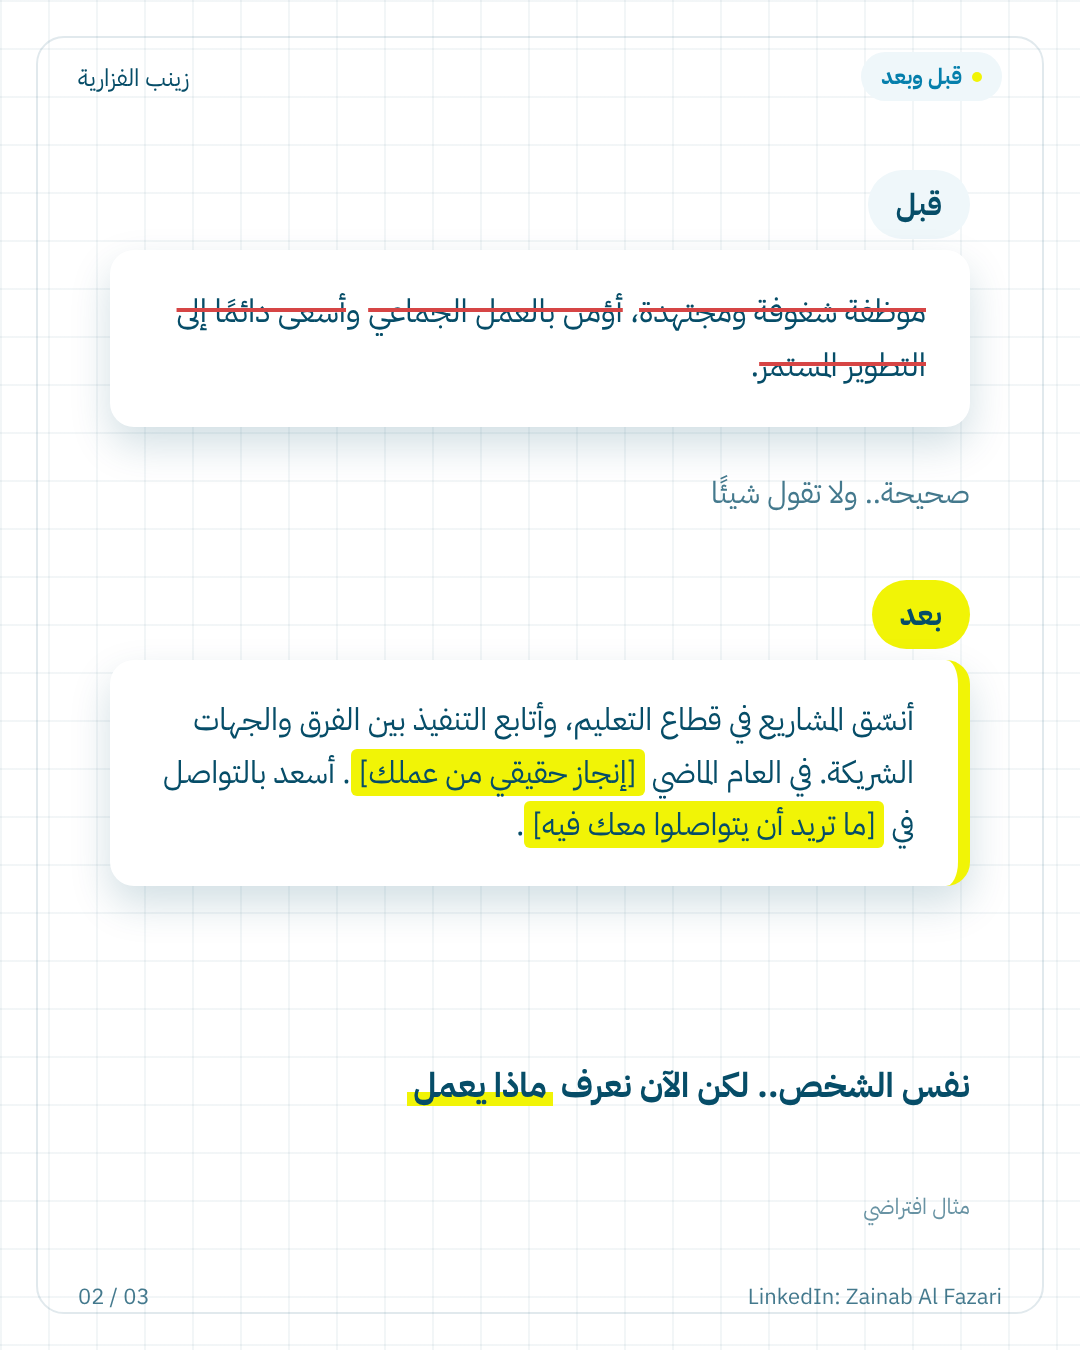 قبل وبعد
زينب الفزارية
قبل
موظفة شغوفة ومجتهدة، أؤمن بالعمل الجماعي وأسعى دائمًا إلى
التطوير المستمر.
صحيحة.. ولا تقول شيئًا
بعد
أنسّق المشاريع في قطاع التعليم، وأتابع التنفيذ بين الفرق والجهات
الشريكة. في العام الماضي [إنجاز حقيقي من عملك]. أسعد بالتواصل
في [ما تريد أن يتواصلوا معك فيه].
نفس الشخص.. لكن الآن نعرف ماذا يعمل
مثال افتراضي
LinkedIn: Zainab Al Fazari
02 / 03